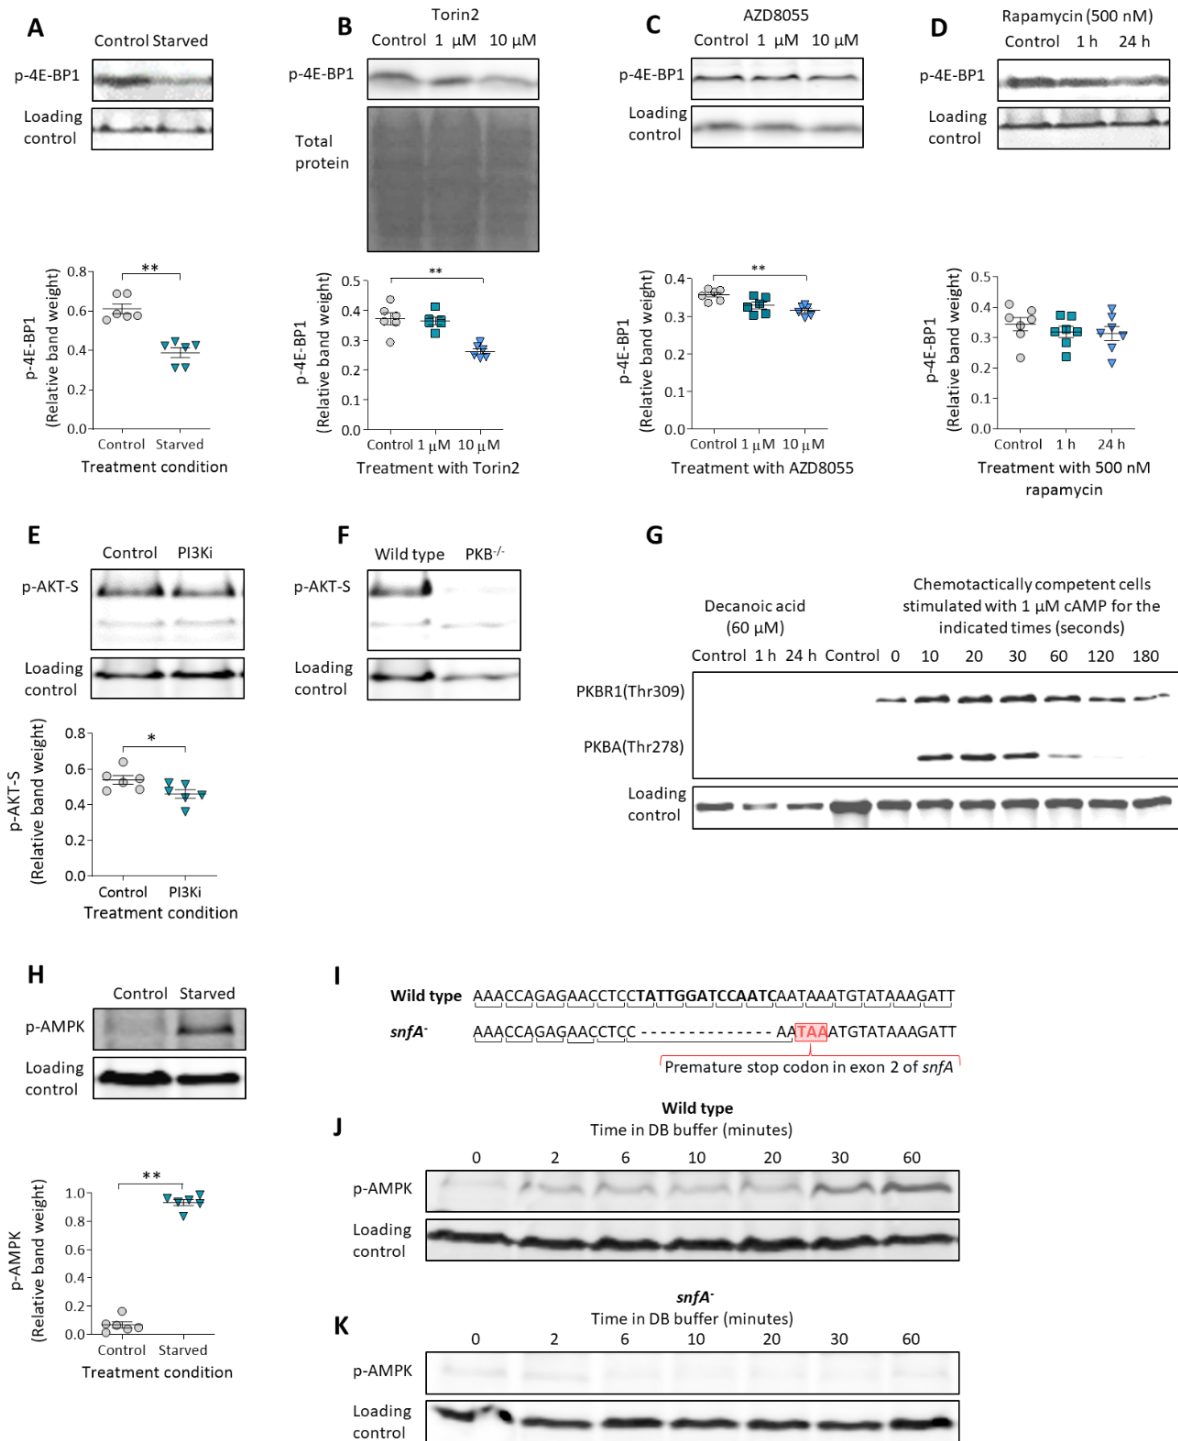 A
Control Starved
p-4E-BP1
Loading
control
p-4E-BP1
(Relative band weight)
0.8
0.6
0.4
0.2
0.0
**
Control Starved
Treatment condition
B
Torin2
Control 1 μM 10 μM
p-4E-BP1
Total
protein
p-4E-BP1
(Relative band weight)
0.5
0.4
0.3
0.2
0.1
0.0
**
Control 1 μM 10 μM
Treatment with Torin2
C
AZD8055
Control 1 μM 10 μM
p-4E-BP1
Loading
control
p-4E-BP1
(Relative band weight)
0.4
0.3
0.2
0.1
0.0
**
Control 1 μM 10 μM
Treatment with AZD8055
D
Rapamycin (500 nM)
Control 1 h 24 h
p-4E-BP1
Loading
control
p-4E-BP1
(Relative band weight)
0.5
0.4
0.3
0.2
0.1
0.0
Control 1 h 24 h
Treatment with 500 nM
rapamycin
E
Control PI3Ki
p-AKT-S
Loading
control
p-AKT-S
(Relative band weight)
0.8
0.6
0.4
0.2
0.0
*
Control PI3Ki
Treatment condition
F
Wild type PKB-/-
p-AKT-S
Loading
control
G
Decanoic acid
(60 μM)
Chemotactically competent cells
stimulated with 1 μM cAMP for the
indicated times (seconds)
Control 1 h 24 h Control 0 10 20 30 60 120 180
PKBR1(Thr309)
PKBA(Thr278)
Loading
control
H
Control Starved
p-AMPK
Loading
control
p-AMPK
(Relative band weight)
1.0
0.8
0.6
0.4
0.2
0.0
**
Control Starved
Treatment condition
I
Wild type AAACCAGAGAACCTCCTATTGGATCCAATCAATAAATGTATAAAGATT
snfA- AAACCAGAGAACCTCC--------------AATAAATGTATAAAGATT
Premature stop codon in exon 2 of snfA
J
Wild type
Time in DB buffer (minutes)
0 2 6 10 20 30 60
p-AMPK
Loading
control
K
snfA-
Time in DB buffer (minutes)
0 2 6 10 20 30 60
p-AMPK
Loading
control